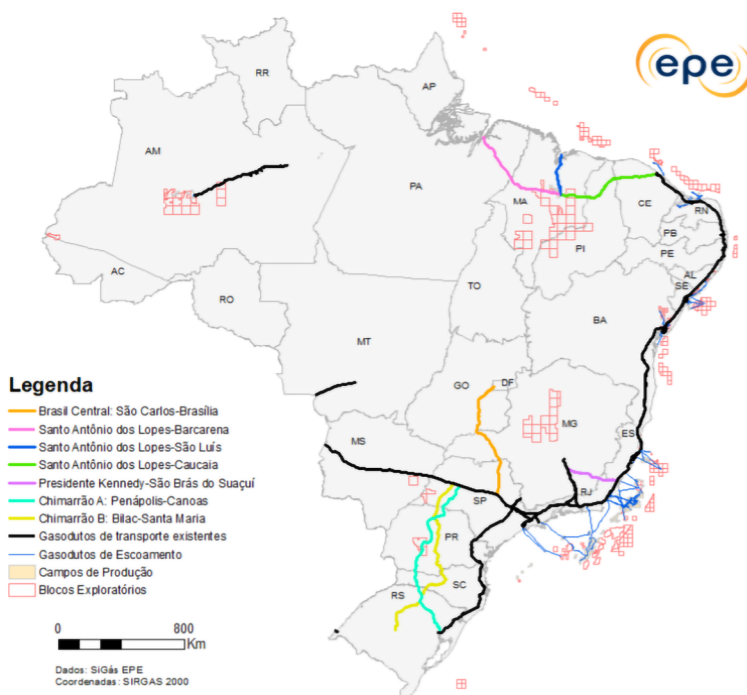 epe
RR
AP
AM
PA
MA
CE
RN
PB
PE
PI
AL
SE
AC
RO
TO
BA
MT
GO
DF
MG
ES
MS
SP
RJ
PR
SC
RS
Legenda
Brasil Central: São Carlos-Brasília
Santo Antônio dos Lopes-Barcarena
Santo Antônio dos Lopes-São Luís
Santo Antônio dos Lopes-Caucaia
Presidente Kennedy-São Brás do Suaçuí
Chimarrão A: Penápolis-Canoas
Chimarrão B: Bilac-Santa Maria
Gasodutos de transporte existentes
Gasodutos de Escoamento
Campos de Produção
Blocos Exploratórios
0 800
Km
Dados: SiGás EPE
Coordenadas: SIRGAS 2000